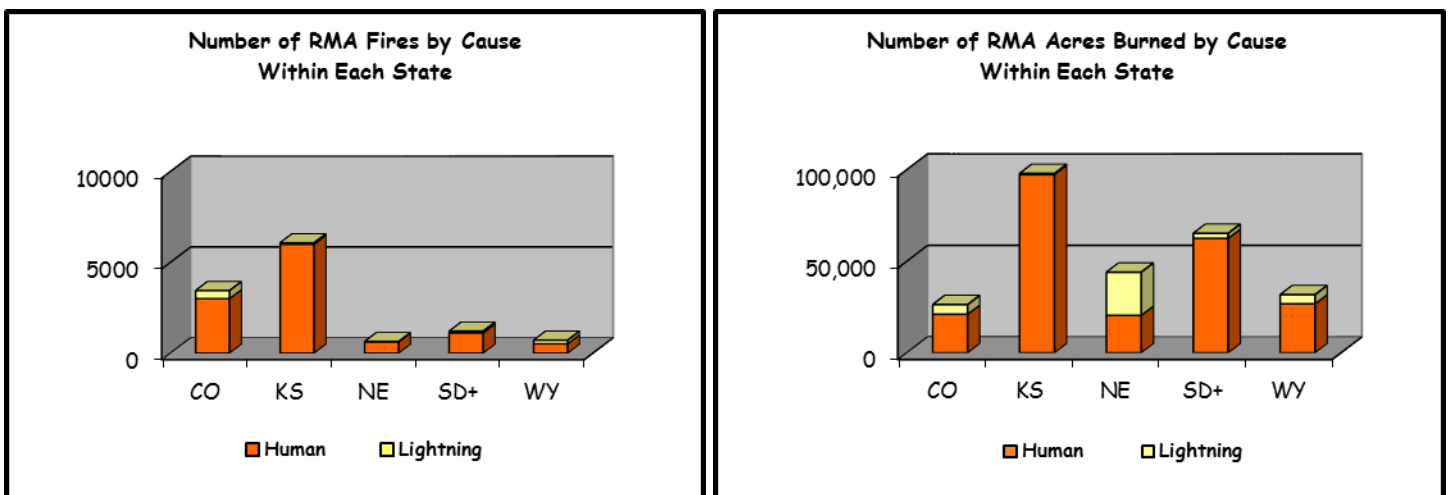 Number of RMA Fires by Cause
Within Each State
10000
5000
0
CO KS NE SD+ WY
Human Lightning
Number of RMA Acres Burned by Cause
Within Each State
100,000
50,000
0
CO KS NE SD+ WY
Human Lightning